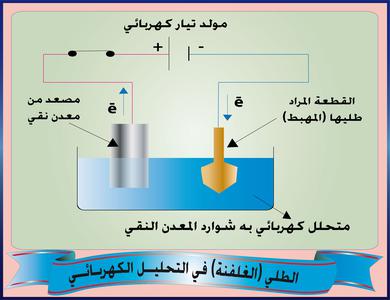 مولد تيار كهربائي
+ -
ē ē
القطعة المراد
طليها (المهبط)
مصعد من
معدن نقي
متحلل كهربائي به شوارد المعدن النقي
الطلي (الغلفنة) في التحليل الكهربائي